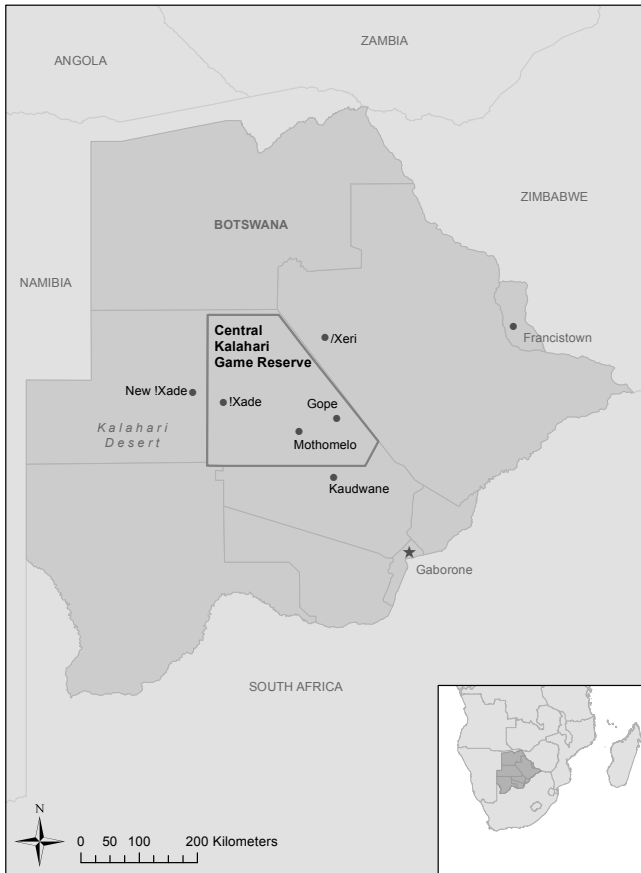 ZAMBIA
ANGOLA
ZIMBABWE
BOTSWANA
NAMIBIA
Central
Kalahari
Game Reserve
/Xeri
Francistown
New !Xade
!Xade
Gope
Kalahari
Desert
Mothomelo
Kaudwane
Gaborone
SOUTH AFRICA
N
0 50 100 200 Kilometers